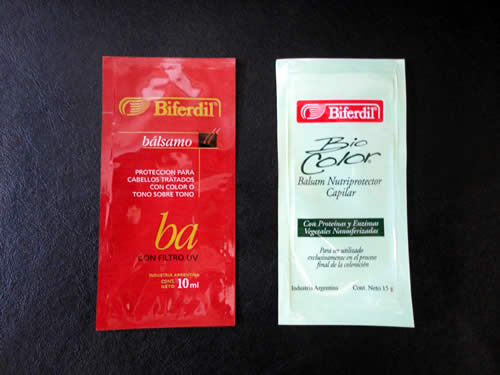 Biferdil
bálsamo
PROTECCION PARA
CABELLOS TRATADOS
CON COLOR O
TONO SOBRE TONO
ba
CON FILTRO UV
INDUSTRIA ARGENTINA
CONT.
NETO 10 ml
Biferdil
Bio
Color
Balsam Nutriprotector
Capilar
Con Proteínas y Enzimas
Vegetales Nanosferizadas
Para ser utilizado
exclusivamente en el proceso
final de la coloración
Industria Argentina Cont. Neto 15 g